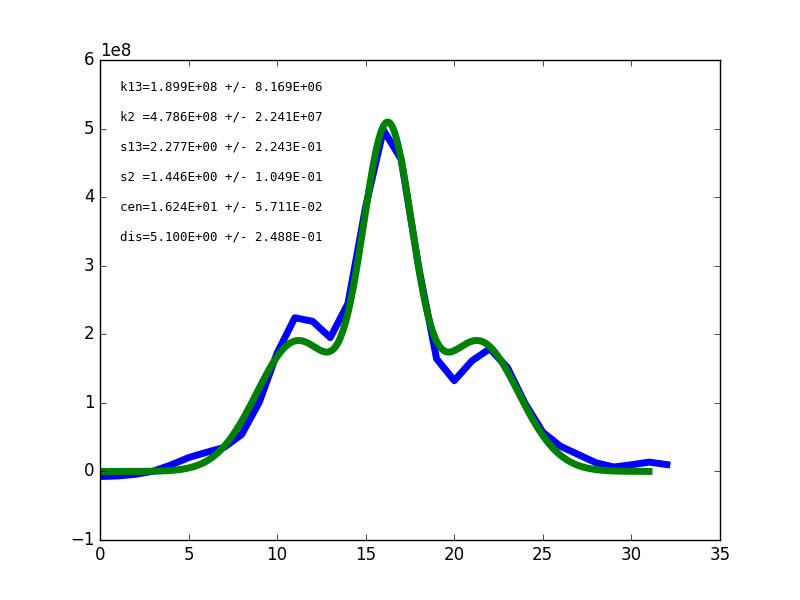 1e8
6
k13=1.899E+08 +/- 8.169E+06
k2 =4.786E+08 +/- 2.241E+07
5
s13=2.277E+00 +/- 2.243E-01
s2 =1.446E+00 +/- 1.049E-01
4
cen=1.624E+01 +/- 5.711E-02
dis=5.100E+00 +/- 2.488E-01
3
2
1
0
−1
0 5 10 15 20 25 30 35